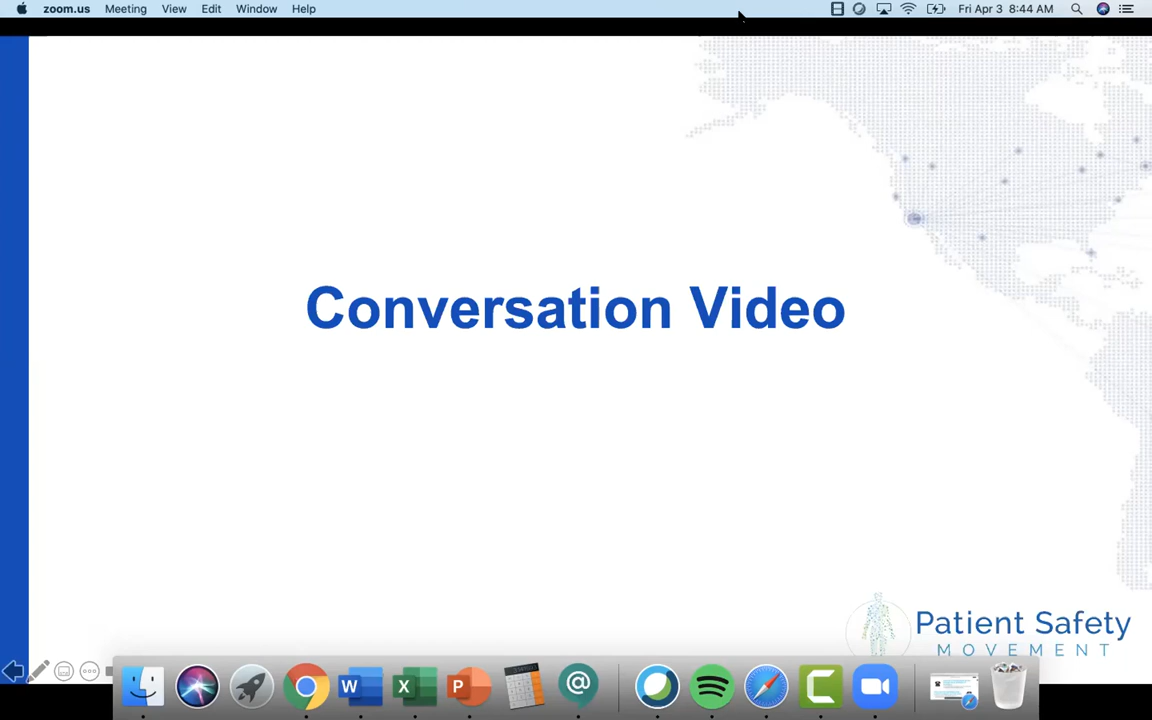 zoom.us Meeting View Edit Window Help Fri Apr 3 8:44 AM
Conversation Video
Patient Safety
MOVEMENT
W X P @